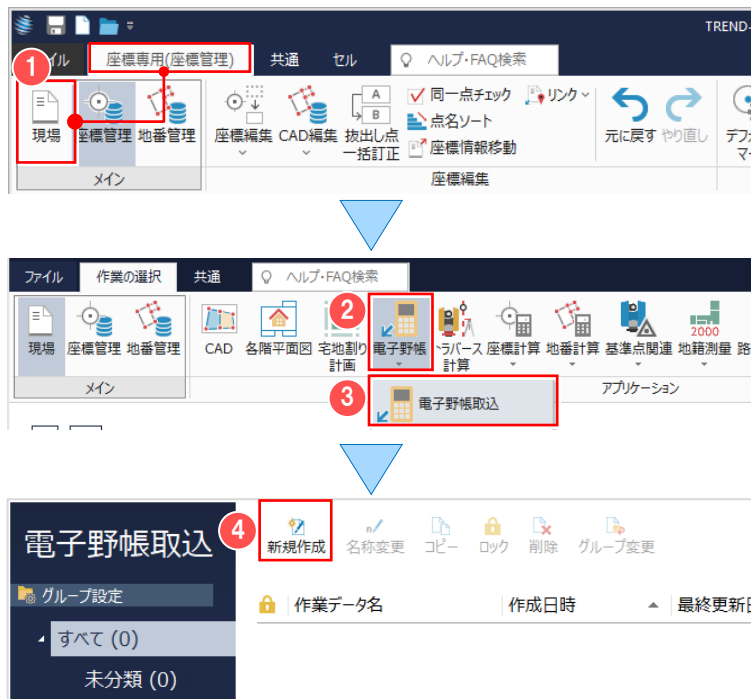 TREND-
1
イル 座標専用(座標管理) 共通 セル ヘルプ・FAQ検索
現場 座標管理 地番管理 座標編集 CAD編集 抜出し点一括訂正 A B
同一点チェック リンク
点名ソート
座標情報移動
元に戻す やり直し デフォ
マー
メイン 座標編集
ファイル 作業の選択 共通 ヘルプ・FAQ検索
2
現場 座標管理 地番管理 CAD 各階平面図 宅地割り計画 電子野帳 トラバース計算 座標計算 地番計算 基準点関連 2000 地籍測量 路
メイン アプリケーション
3 電子野帳取込
電子野帳取込
4
新規作成 名称変更 コピー ロック 削除 グループ変更
グループ設定
作業データ名 作成日時 最終更新日
すべて (0)
未分類 (0)